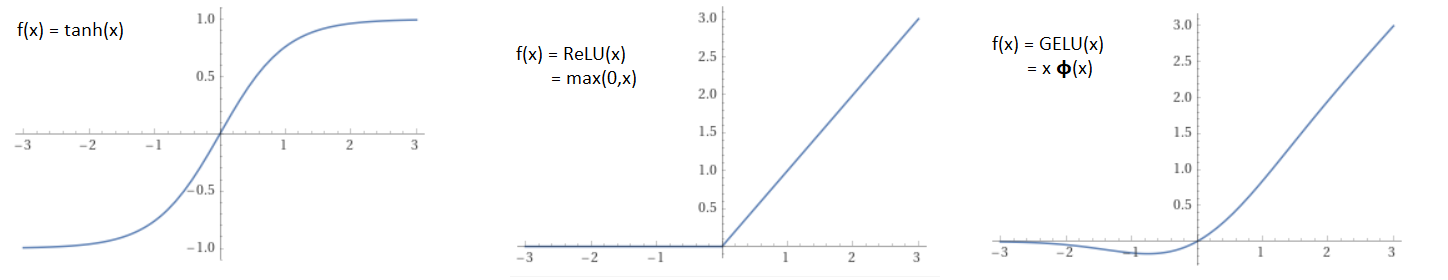 f(x) = tanh(x)
1.0
0.5
−3 −2 −1 1 2 3
−0.5
−1.0
f(x) = ReLU(x)
= max(0,x)
3.0
2.5
2.0
1.5
1.0
0.5
−3 −2 −1 1 2 3
f(x) = GELU(x)
= x ϕ(x)
3.0
2.5
2.0
1.5
1.0
0.5
−3 −2 −1 1 2 3